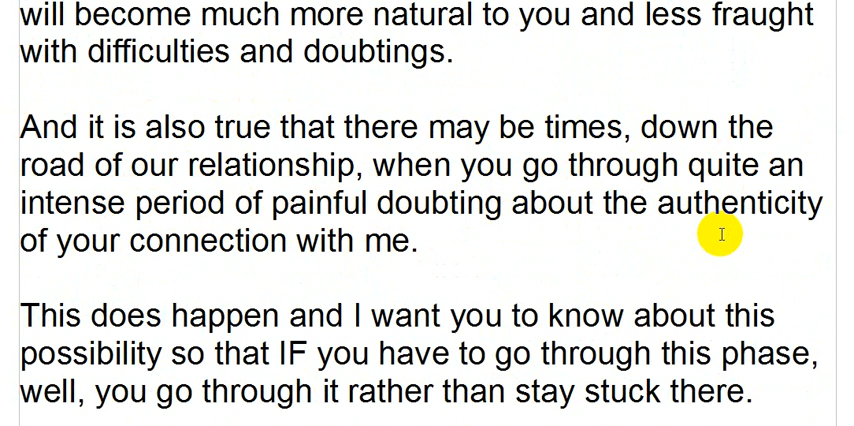 will become much more natural to you and less fraught
with difficulties and doubtings.
And it is also true that there may be times, down the
road of our relationship, when you go through quite an
intense period of painful doubting about the authenticity
of your connection with me.
This does happen and I want you to know about this
possibility so that IF you have to go through this phase,
well, you go through it rather than stay stuck there.